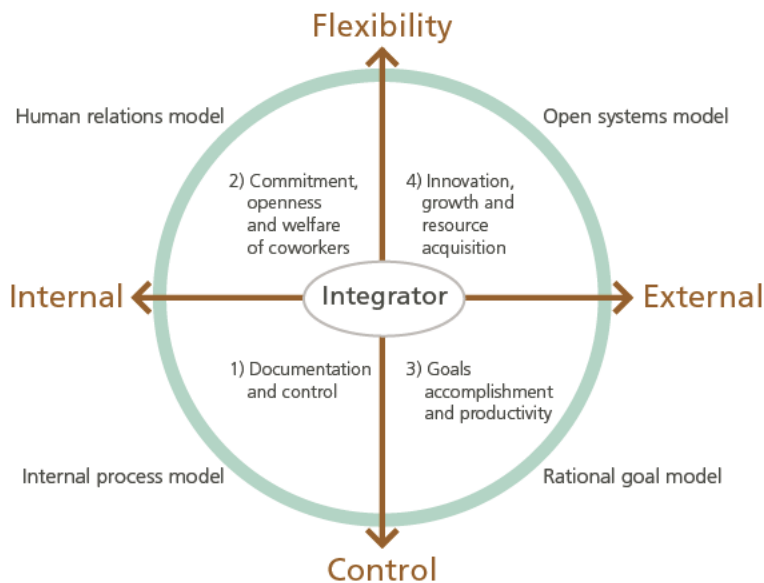 Flexibility
Human relations model
Open systems model
2) Commitment,
openness
and welfare
of coworkers
4) Innovation,
growth and
resource
acquisition
Internal
Integrator
External
1) Documentation
and control
3) Goals
accomplishment
and productivity
Internal process model
Rational goal model
Control